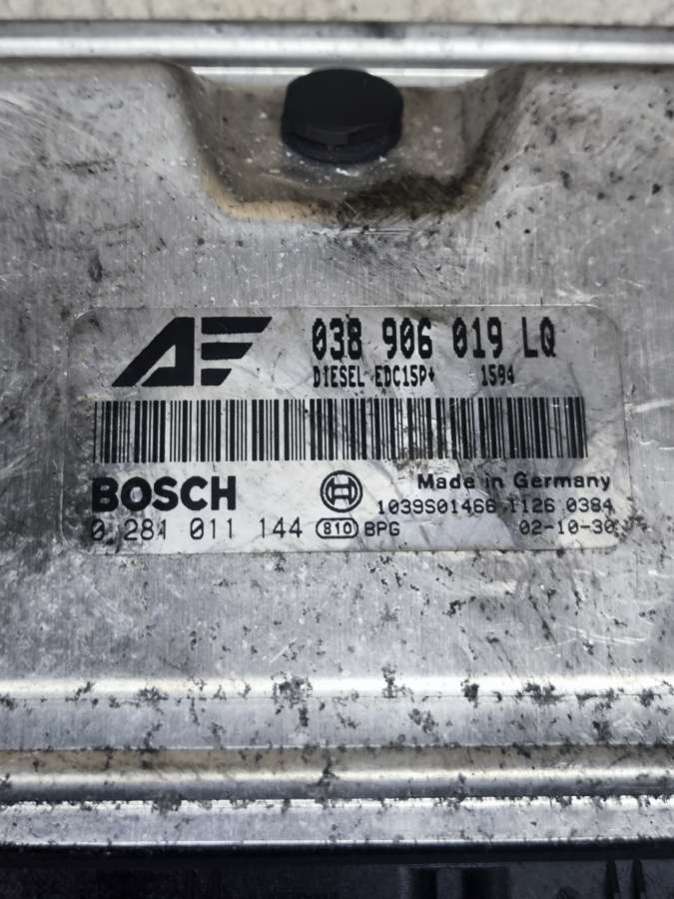 AF 038 906 019 LQ
DIESEL EDC15P+ 1594
BOSCH Made in Germany
1039S01466 1126 0384
0 281 011 144 810 BPG 02-10-30